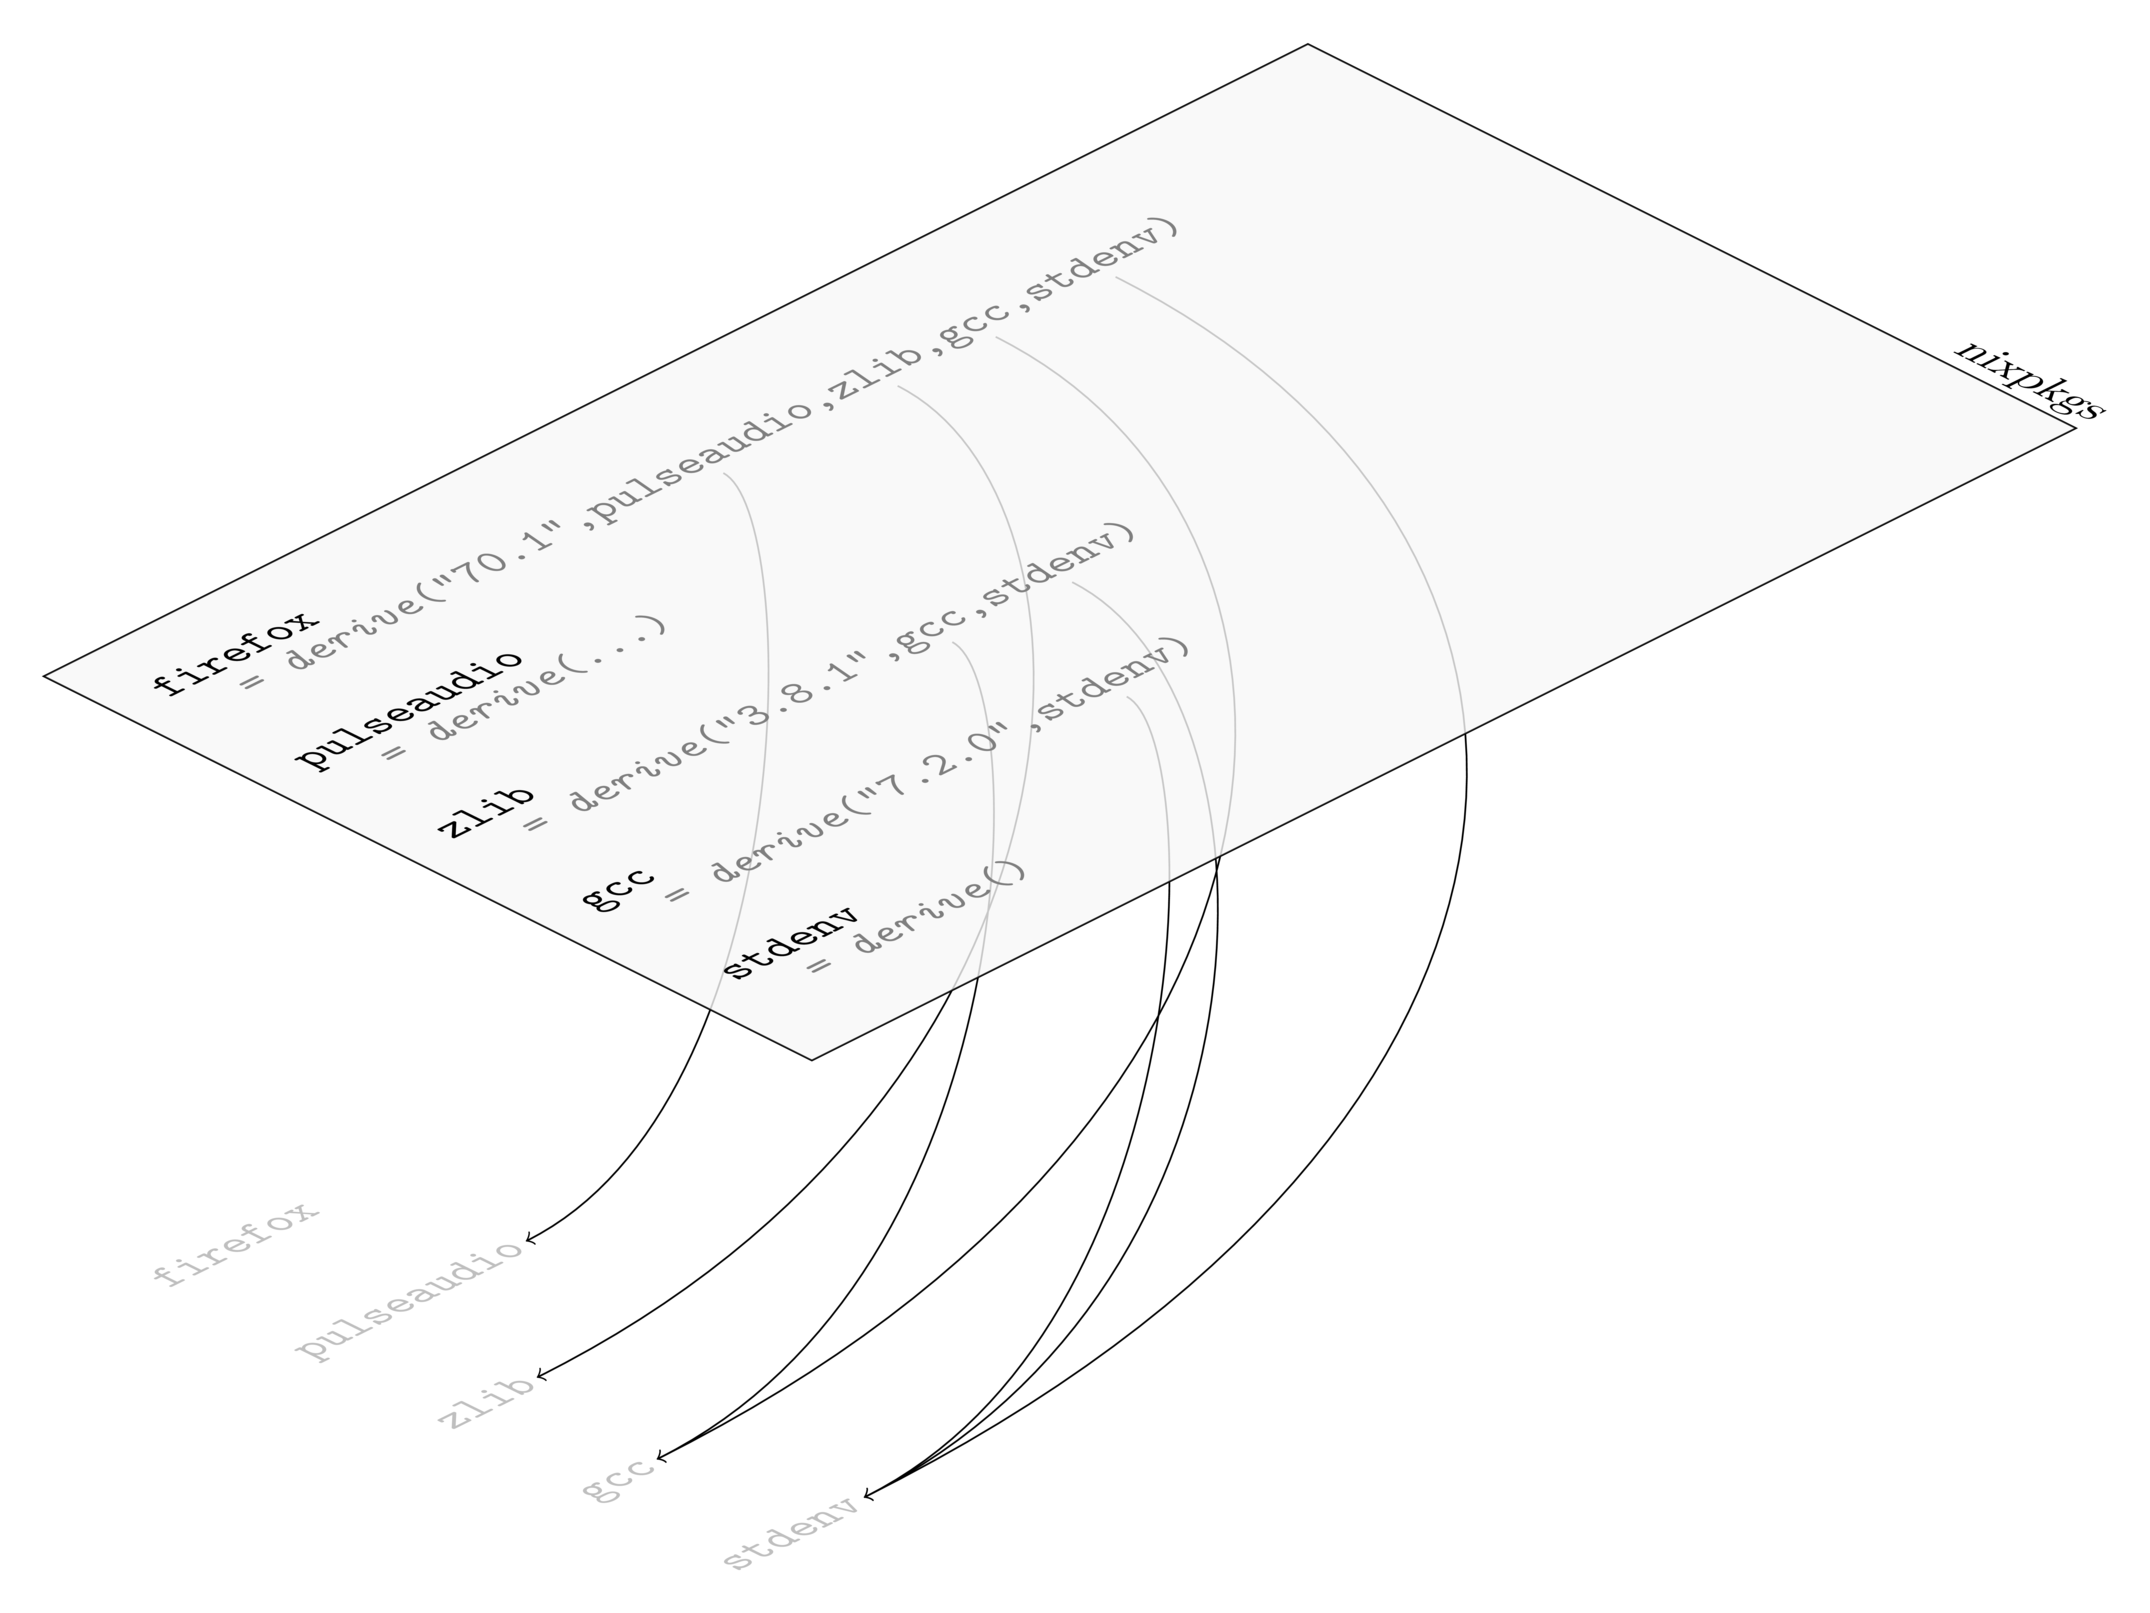 nixpkgs
firefox
= derive("70.1",pulseaudio,zlib,gcc,stdenv)
pulseaudio
= derive(...)
zlib
= derive("3.8.1",gcc,stdenv)
gcc
= derive("7.2.0",stdenv)
stdenv
= derive()
firefox
pulseaudio
zlib
gcc
stdenv